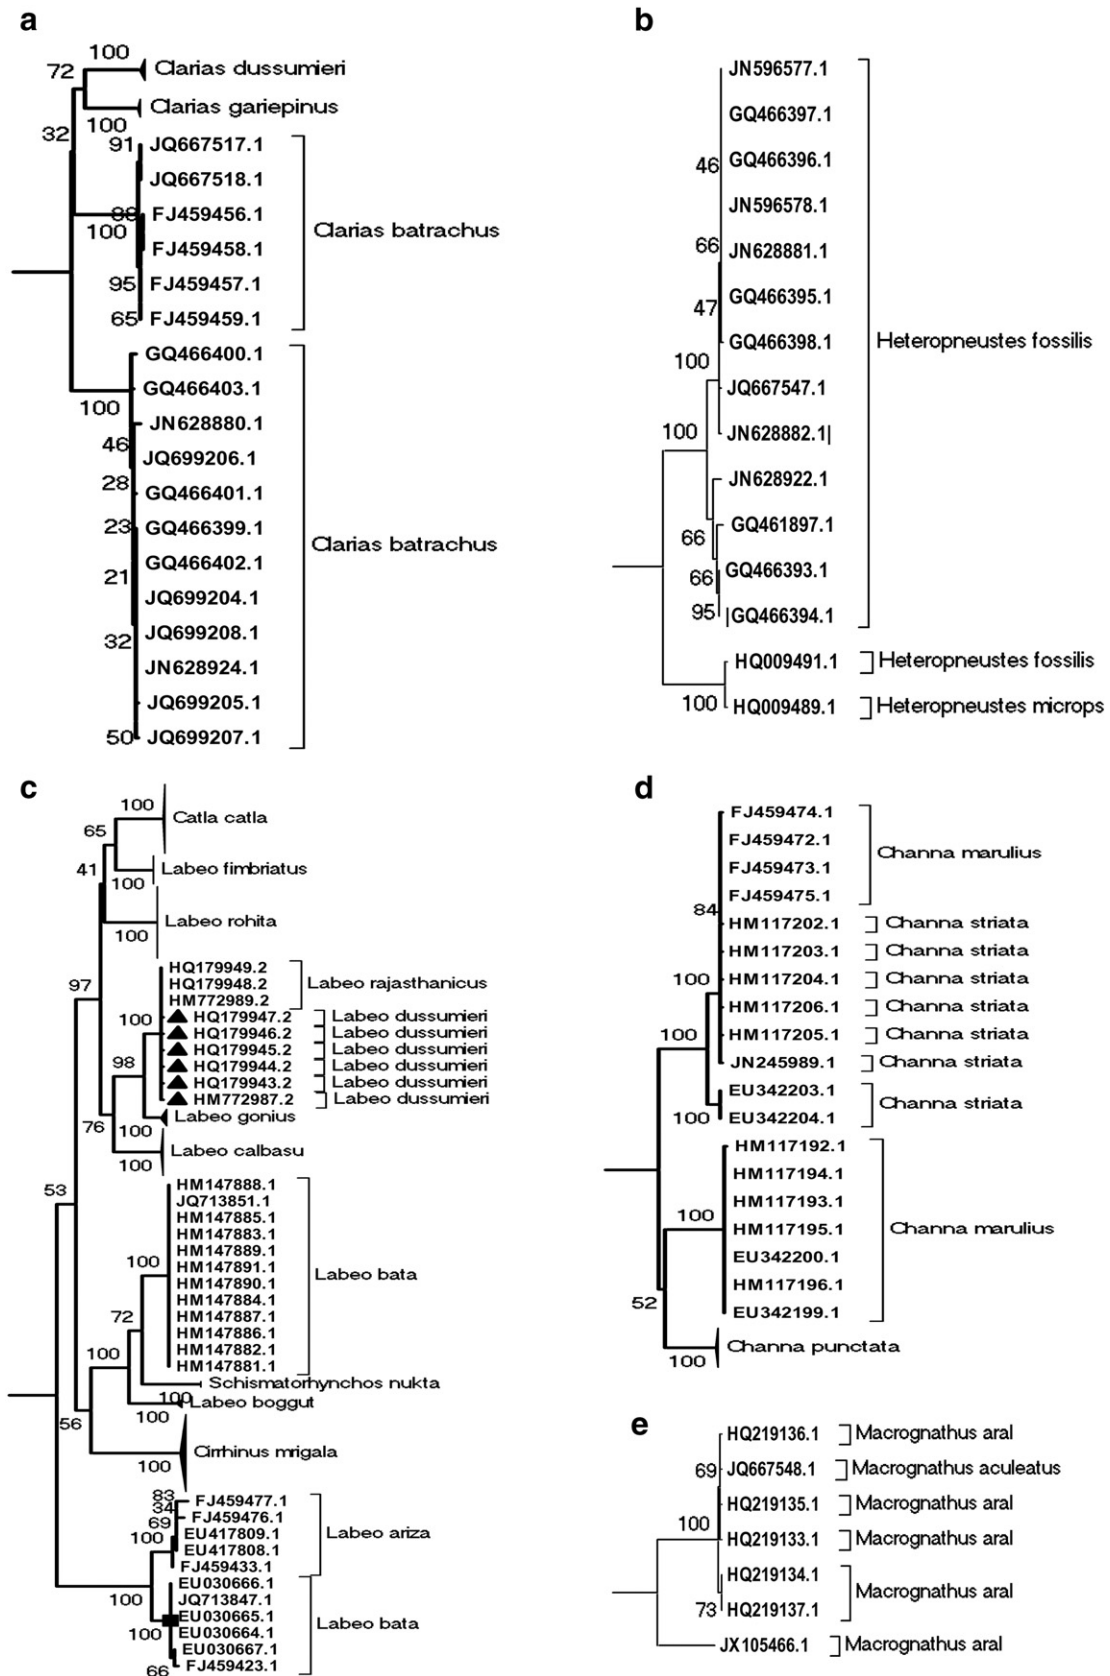 a
100
72
Clarias dussumieri
Clarias gariepinus
100
32
91
JQ667517.1
JQ667518.1
88
FJ459456.1
100
FJ459458.1
95
FJ459457.1
65
FJ459459.1
Clarias batrachus
GQ466400.1
GQ466403.1
100
JN628880.1
46
JQ699206.1
28
GQ466401.1
23
GQ466399.1
GQ466402.1
21
JQ699204.1
JQ699208.1
32
JN628924.1
JQ699205.1
50
JQ699207.1
Clarias batrachus
b
JN596577.1
GQ466397.1
46
GQ466396.1
JN596578.1
66
JN628881.1
47
GQ466395.1
GQ466398.1
100
JQ667547.1
100
JN628882.1|
JN628922.1
66
GQ461897.1
66
GQ466393.1
95
GQ466394.1
Heteropneustes fossilis
HQ009491.1
Heteropneustes fossilis
100
HQ009489.1
Heteropneustes microps
c
100
Catla catla
65
41
Labeo fimbriatus
100
Labeo rohita
100
97
HQ179949.2
HQ179948.2
HM772989.2
Labeo rajasthanicus
100
HQ179947.2
Labeo dussumieri
HQ179946.2
Labeo dussumieri
HQ179945.2
Labeo dussumieri
98
HQ179944.2
Labeo dussumieri
HQ179943.2
Labeo dussumieri
HM772987.2
Labeo dussumieri
Labeo gonius
76
100
Labeo calbasu
100
53
HM147888.1
JQ713851.1
HM147885.1
HM147883.1
HM147889.1
100
HM147891.1
HM147890.1
HM147884.1
72
HM147887.1
HM147886.1
HM147882.1
HM147881.1
Labeo bata
100
Schismatorhynchos nukta
100
Labeo boggut
100
56
Cirrhinus mrigala
100
83
FJ459477.1
34
FJ459476.1
69
EU417809.1
100
EU417808.1
FJ459433.1
Labeo ariza
100
EU030666.1
JQ713847.1
EU030665.1
100
EU030664.1
EU030667.1
66
FJ459423.1
Labeo bata
d
FJ459474.1
FJ459472.1
FJ459473.1
FJ459475.1
Channa marulius
84
HM117202.1
Channa striata
HM117203.1
Channa striata
100
HM117204.1
Channa striata
HM117206.1
Channa striata
100
HM117205.1
Channa striata
JN245989.1
Channa striata
EU342203.1
100
EU342204.1
Channa striata
HM117192.1
HM117194.1
HM117193.1
100
HM117195.1
EU342200.1
HM117196.1
EU342199.1
Channa marulius
52
Channa punctata
100
e
HQ219136.1
Macrognathus aral
69
JQ667548.1
Macrognathus aculeatus
HQ219135.1
Macrognathus aral
100
HQ219133.1
Macrognathus aral
HQ219134.1
73
HQ219137.1
Macrognathus aral
JX105466.1
Macrognathus aral